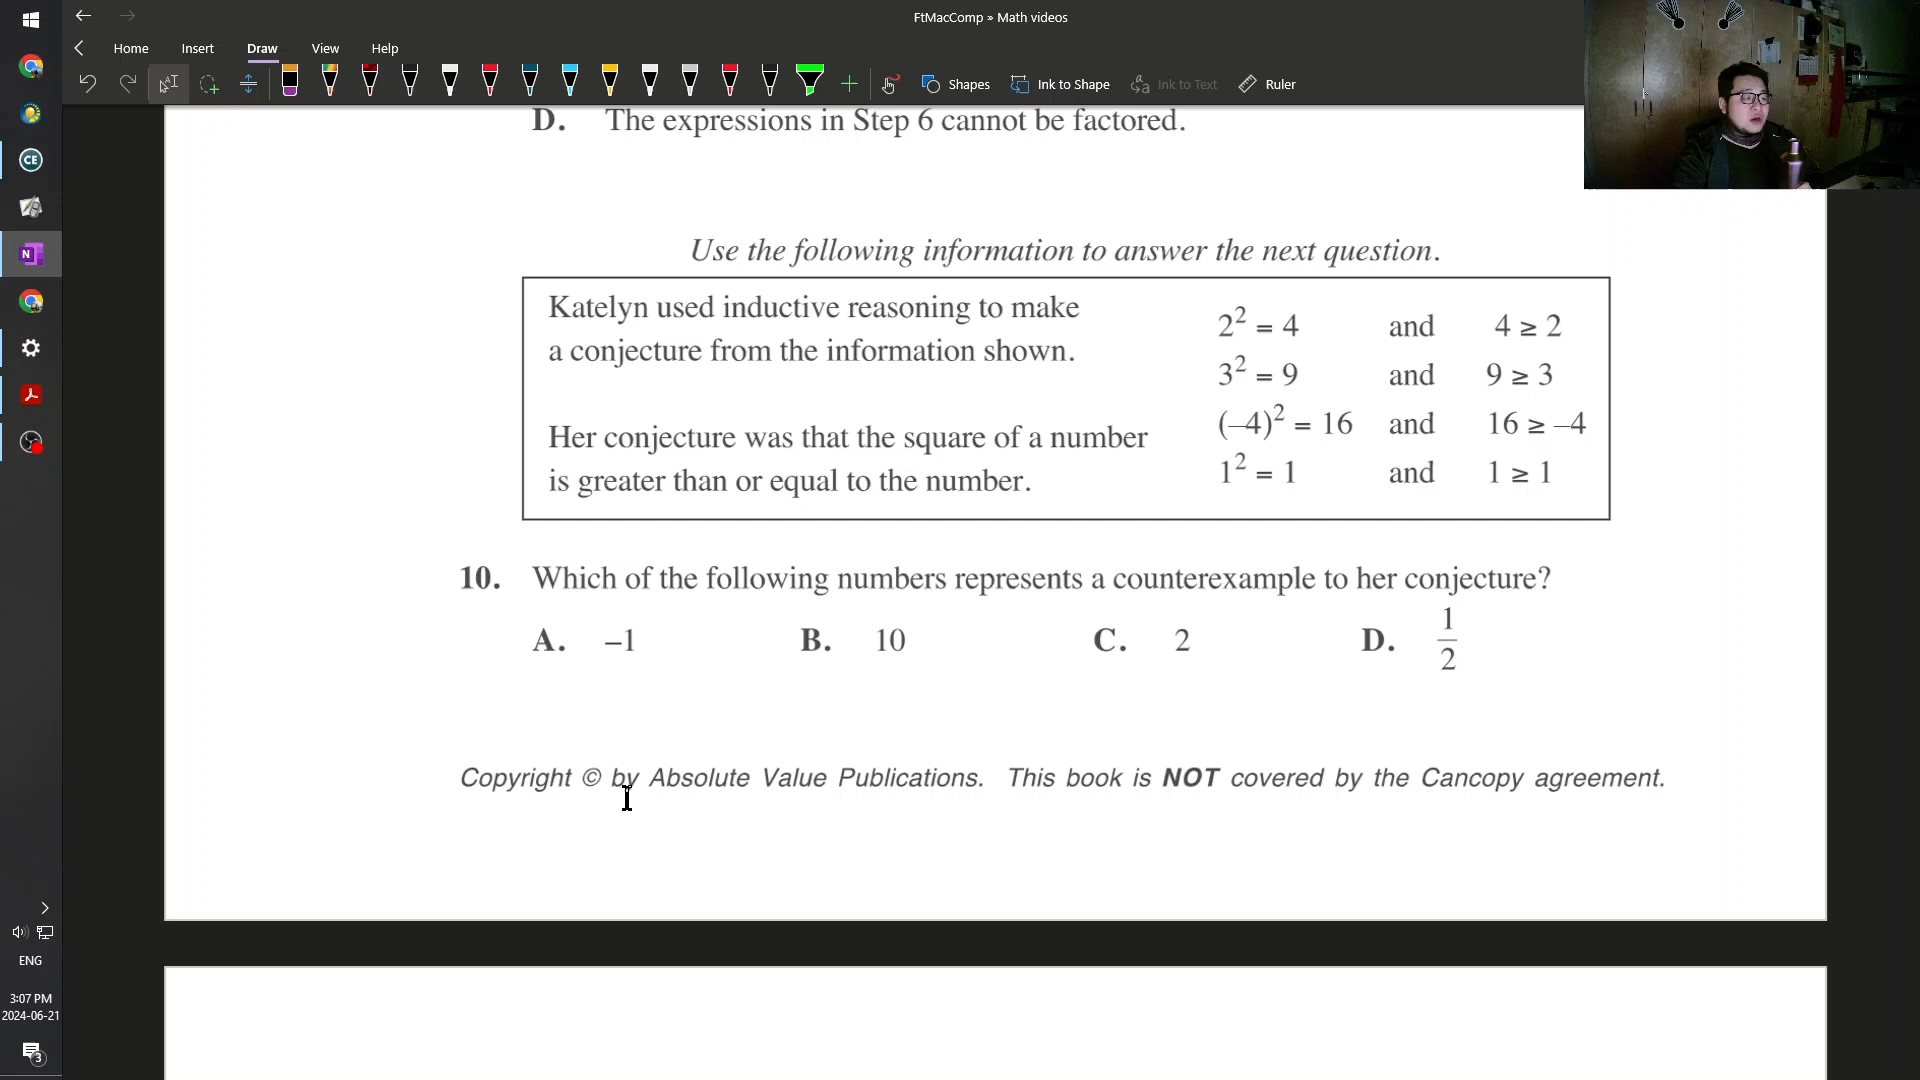 FtMacComp » Math videos
Home Insert Draw View Help
Shapes Ink to Shape Ink to Text Ruler
D. The expressions in Step 6 cannot be factored.
Use the following information to answer the next question.
Katelyn used inductive reasoning to make
a conjecture from the information shown.
Her conjecture was that the square of a number
is greater than or equal to the number.
2² = 4 and 4 ≥ 2
3² = 9 and 9 ≥ 3
(–4)² = 16 and 16 ≥ –4
1² = 1 and 1 ≥ 1
10. Which of the following numbers represents a counterexample to her conjecture?
A. –1 B. 10 C. 2 D. 1/2
Copyright © by Absolute Value Publications. This book is NOT covered by the Cancopy agreement.
CE
N
ENG
3:07 PM
2024-06-21
3